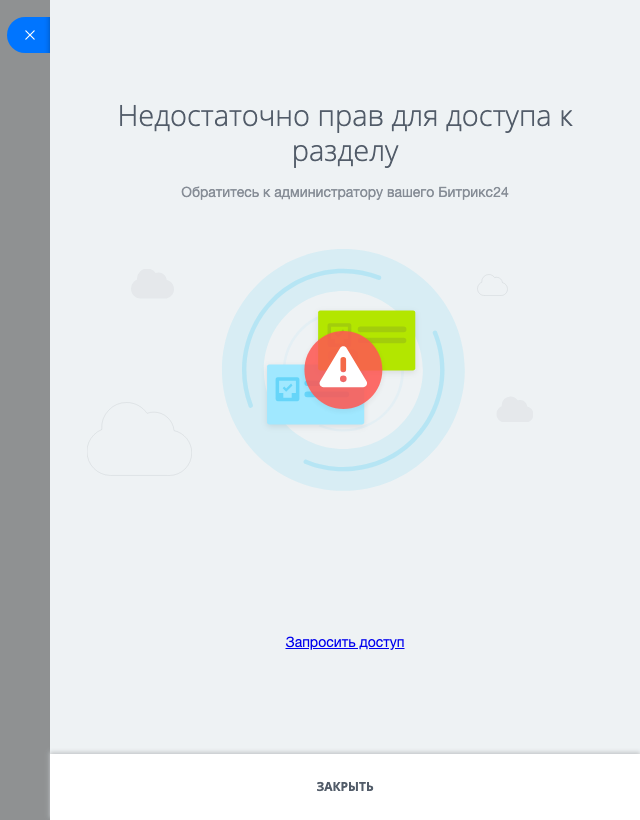 Недостаточно прав для доступа к
разделу
Обратитесь к администратору вашего Битрикс24
Запросить доступ
ЗАКРЫТЬ